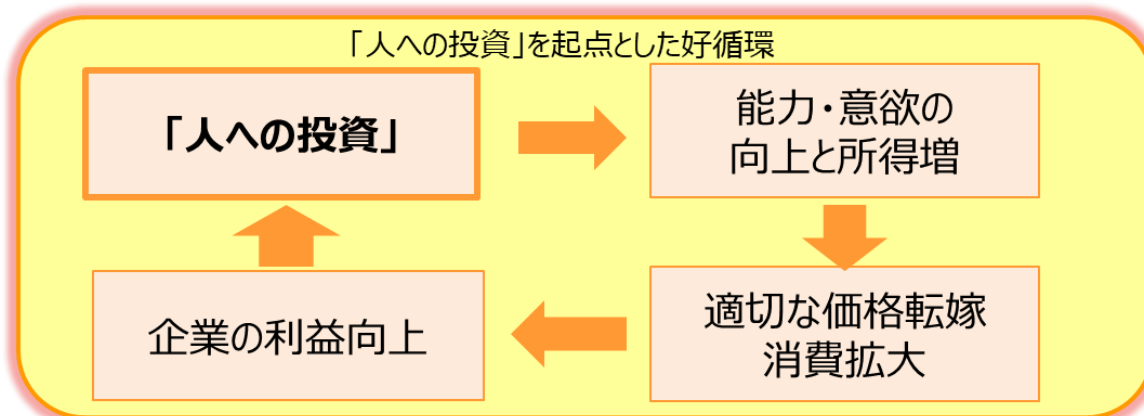 「人への投資」を起点とした好循環
「人への投資」
能力・意欲の
向上と所得増
適切な価格転嫁
消費拡大
企業の利益向上